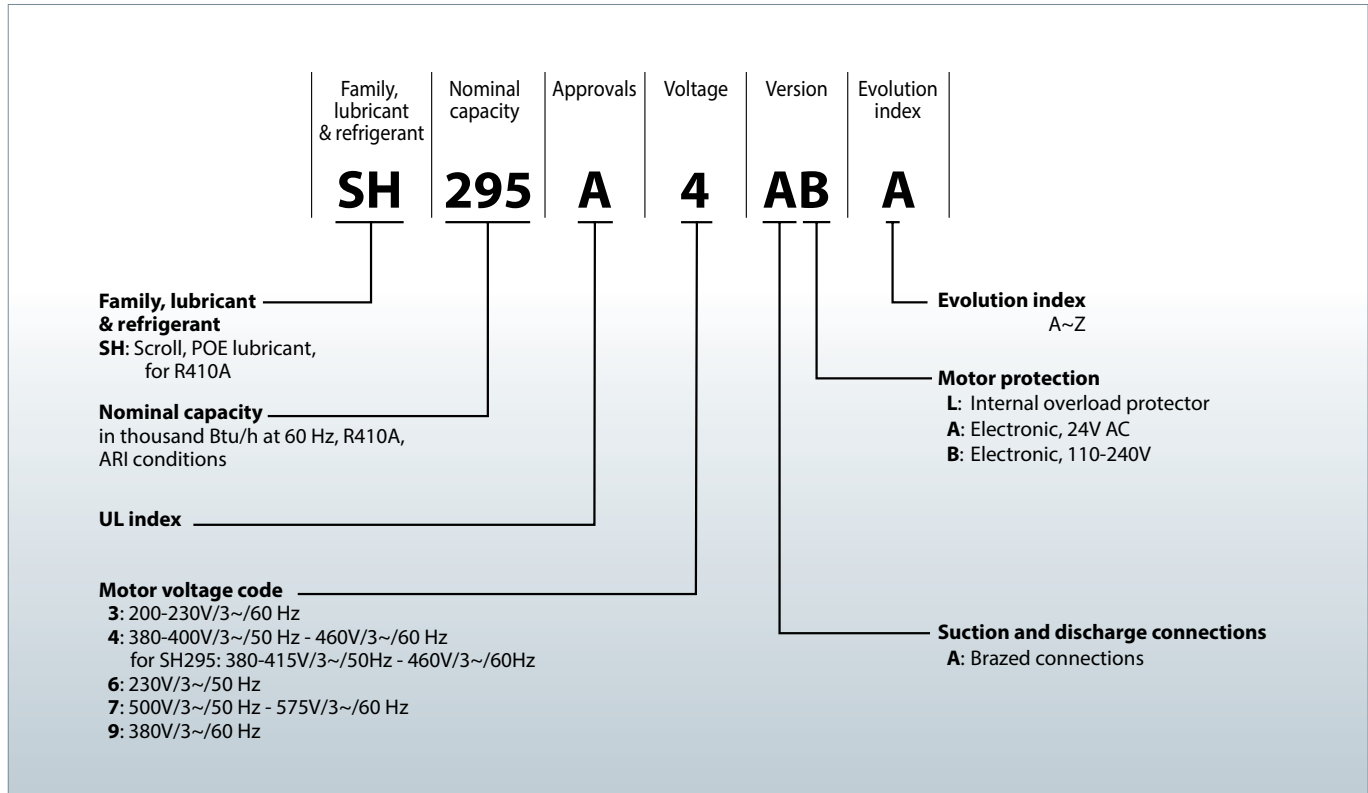 Family,
lubricant
& refrigerant
Nominal
capacity
Approvals
Voltage
Version
Evolution
index
SH 295 A 4 AB A
Family, lubricant
& refrigerant
SH: Scroll, POE lubricant,
for R410A
Nominal capacity
in thousand Btu/h at 60 Hz, R410A,
ARI conditions
UL index
Motor voltage code
3: 200-230V/3~/60 Hz
4: 380-400V/3~/50 Hz - 460V/3~/60 Hz
for SH295: 380-415V/3~/50Hz - 460V/3~/60Hz
6: 230V/3~/50 Hz
7: 500V/3~/50 Hz - 575V/3~/60 Hz
9: 380V/3~/60 Hz
Evolution index
A~Z
Motor protection
L: Internal overload protector
A: Electronic, 24V AC
B: Electronic, 110-240V
Suction and discharge connections
A: Brazed connections